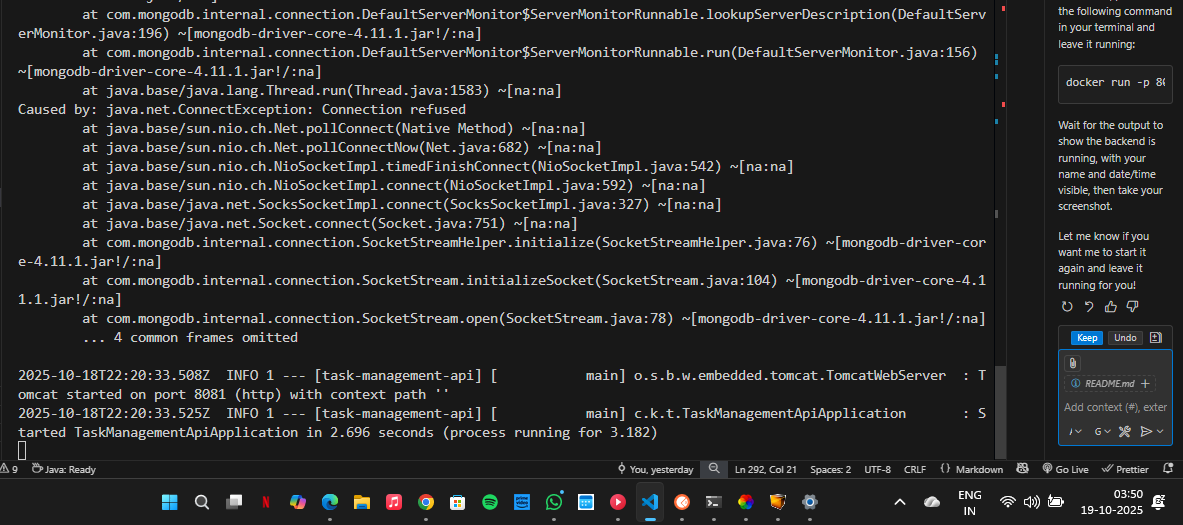 at com.mongodb.internal.connection.DefaultServerMonitor$ServerMonitorRunnable.lookupServerDescription(DefaultServ
erMonitor.java:196) ~[mongodb-driver-core-4.11.1.jar!/:na]
at com.mongodb.internal.connection.DefaultServerMonitor$ServerMonitorRunnable.run(DefaultServerMonitor.java:156)
~[mongodb-driver-core-4.11.1.jar!/:na]
at java.base/java.lang.Thread.run(Thread.java:1583) ~[na:na]
Caused by: java.net.ConnectException: Connection refused
at java.base/sun.nio.ch.Net.pollConnect(Native Method) ~[na:na]
at java.base/sun.nio.ch.Net.pollConnectNow(Net.java:682) ~[na:na]
at java.base/sun.nio.ch.NioSocketImpl.timedFinishConnect(NioSocketImpl.java:542) ~[na:na]
at java.base/sun.nio.ch.NioSocketImpl.connect(NioSocketImpl.java:592) ~[na:na]
at java.base/java.net.SocksSocketImpl.connect(SocksSocketImpl.java:327) ~[na:na]
at java.base/java.net.Socket.connect(Socket.java:751) ~[na:na]
at com.mongodb.internal.connection.SocketStreamHelper.initialize(SocketStreamHelper.java:76) ~[mongodb-driver-cor
e-4.11.1.jar!/:na]
at com.mongodb.internal.connection.SocketStream.initializeSocket(SocketStream.java:104) ~[mongodb-driver-core-4.1
1.1.jar!/:na]
at com.mongodb.internal.connection.SocketStream.open(SocketStream.java:78) ~[mongodb-driver-core-4.11.1.jar!/:na]
... 4 common frames omitted
2025-10-18T22:20:33.508Z  INFO 1 --- [task-management-api] [           main] o.s.b.w.embedded.tomcat.TomcatWebServer  : T
omcat started on port 8081 (http) with context path ''
2025-10-18T22:20:33.525Z  INFO 1 --- [task-management-api] [           main] c.k.t.TaskManagementApiApplication       : S
tarted TaskManagementApiApplication in 2.696 seconds (process running for 3.182)
the following command
in your terminal and
leave it running:
docker run -p 80
Wait for the output to
show the backend is
running, with your
name and date/time
visible, then take your
screenshot.
Let me know if you
want me to start it
again and leave it
running for you!
Keep Undo
README.md +
Add context (#), exter
G
9 Java: Ready You, yesterday Ln 292, Col 21 Spaces: 2 UTF-8 CRLF {} Markdown Go Live Prettier
ENG
IN
03:50
19-10-2025